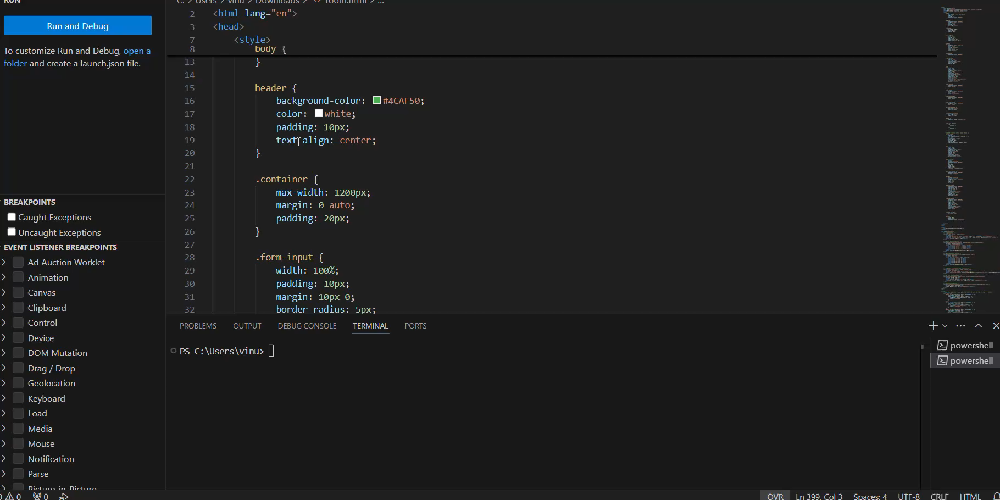 RUN
Run and Debug
To customize Run and Debug, open a
folder and create a launch.json file.
BREAKPOINTS
Caught Exceptions
Uncaught Exceptions
EVENT LISTENER BREAKPOINTS
Ad Auction Worklet
Animation
Canvas
Clipboard
Control
Device
DOM Mutation
Drag / Drop
Geolocation
Keyboard
Load
Media
Mouse
Notification
Parse
Picture-in-Picture
C: > Users > vinu > Downloads > <> room.html > ...
2 <html lang="en">
3 <head>
7 <style>
8 body {
13 }
14
15 header {
16 background-color: #4CAF50;
17 color: white;
18 padding: 10px;
19 text-align: center;
20 }
21
22 .container {
23 max-width: 1200px;
24 margin: 0 auto;
25 padding: 20px;
26 }
27
28 .form-input {
29 width: 100%;
30 padding: 10px;
31 margin: 10px 0;
32 border-radius: 5px;
PROBLEMS OUTPUT DEBUG CONSOLE TERMINAL PORTS
PS C:\Users\vinu>
powershell
powershell
0 0 0 OVR Ln 399, Col 3 Spaces: 4 UTF-8 CRLF HTML